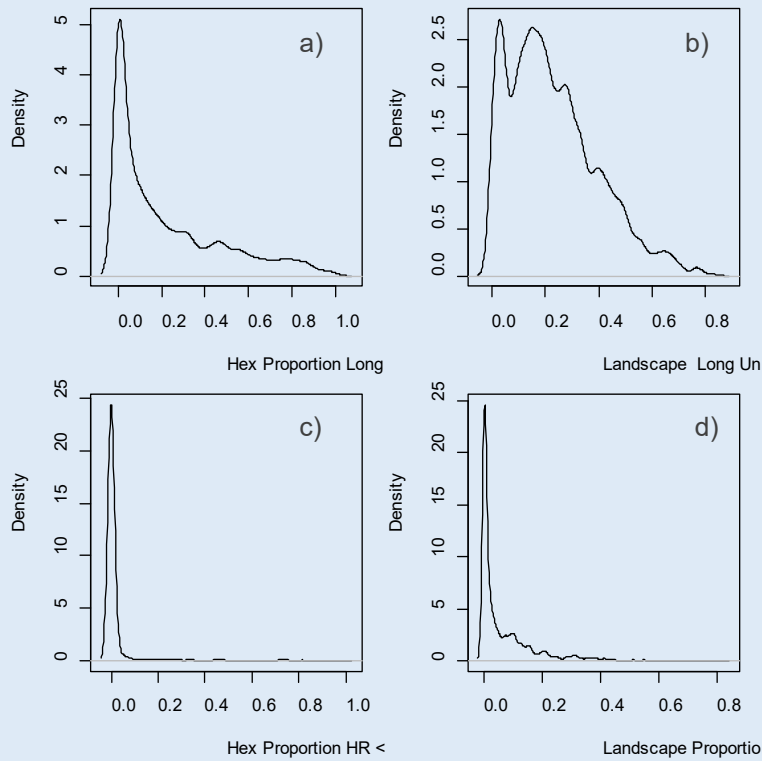 a)
Density
0 1 2 3 4 5
0.0 0.2 0.4 0.6 0.8 1.0
Hex Proportion Long
b)
Density
0.0 0.5 1.0 1.5 2.0 2.5
0.0 0.2 0.4 0.6 0.8
Landscape Long Un
c)
Density
0 5 10 15 20 25
0.0 0.2 0.4 0.6 0.8 1.0
Hex Proportion HR <
d)
Density
0 5 10 15 20 25
0.0 0.2 0.4 0.6 0.8
Landscape Proportio